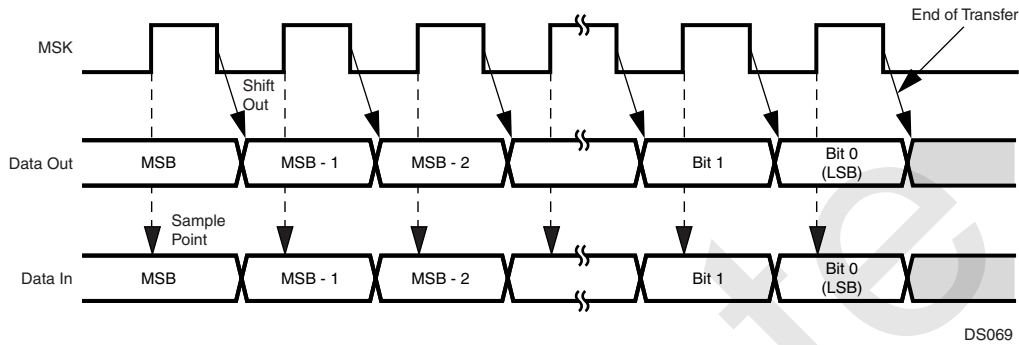 End of Transfer
MSK
Shift
Out
Data Out
MSB
MSB - 1
MSB - 2
Bit 1
Bit 0
(LSB)
Sample
Point
Data In
MSB
MSB - 1
MSB - 2
Bit 1
Bit 0
(LSB)
DS069